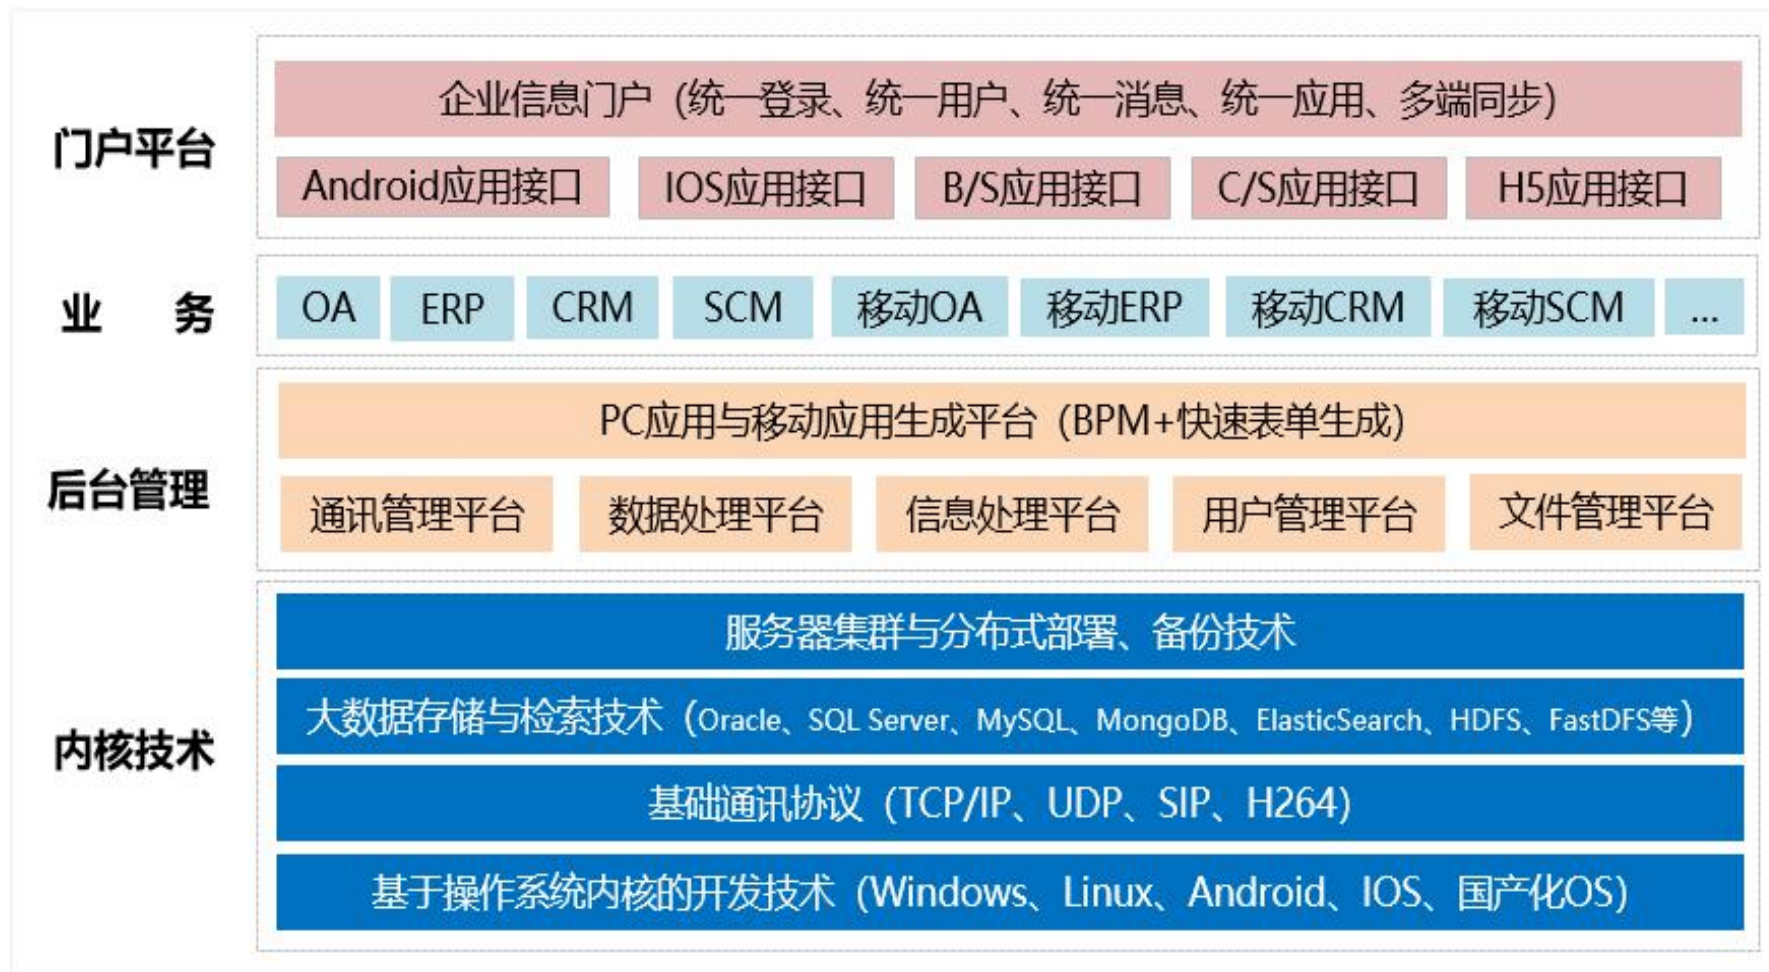 门户平台
企业信息门户（统一登录、统一用户、统一消息、统一应用、多端同步）
Android应用接口
IOS应用接口
B/S应用接口
C/S应用接口
H5应用接口
业 务
OA
ERP
CRM
SCM
移动OA
移动ERP
移动CRM
移动SCM
...
后台管理
PC应用与移动应用生成平台（BPM+快速表单生成）
通讯管理平台
数据处理平台
信息处理平台
用户管理平台
文件管理平台
内核技术
服务器集群与分布式部署、备份技术
大数据存储与检索技术（Oracle、SQL Server、MySQL、MongoDB、ElasticSearch、HDFS、FastDFS等）
基础通讯协议（TCP/IP、UDP、SIP、H264）
基于操作系统内核的开发技术（Windows、Linux、Android、IOS、国产化OS）